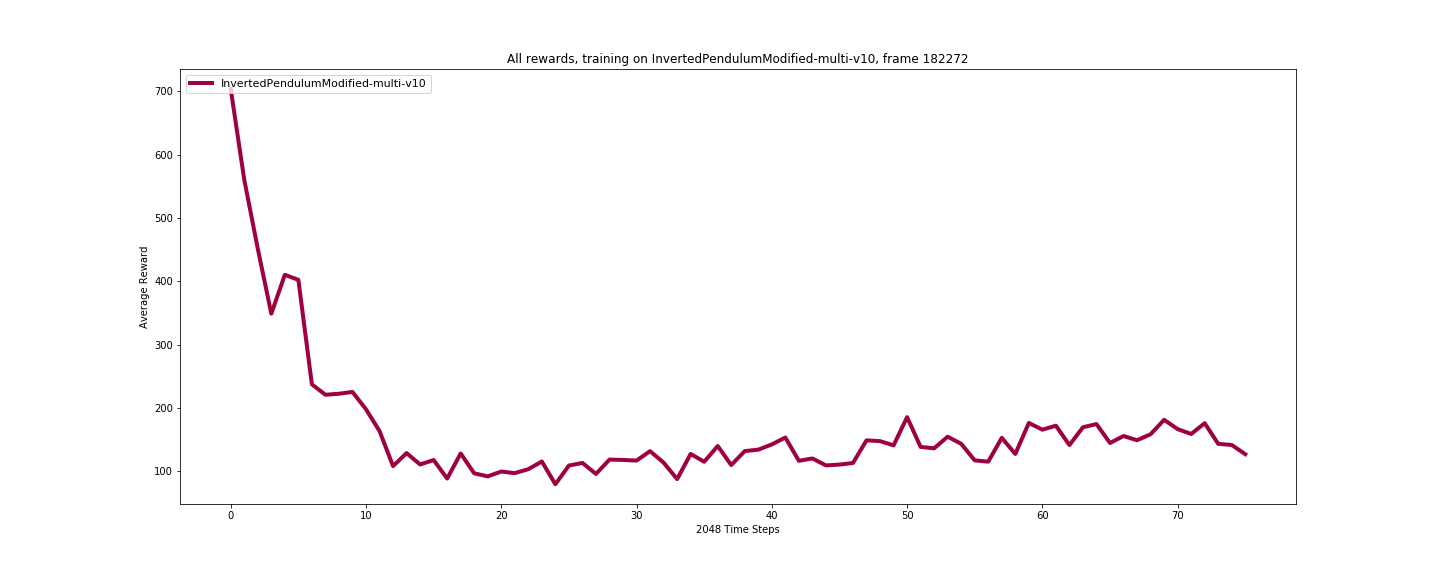 All rewards, training on InvertedPendulumModified-multi-v10, frame 182272
InvertedPendulumModified-multi-v10
700
600
500
400
300
200
100
Average Reward
0 10 20 30 40 50 60 70
2048 Time Steps